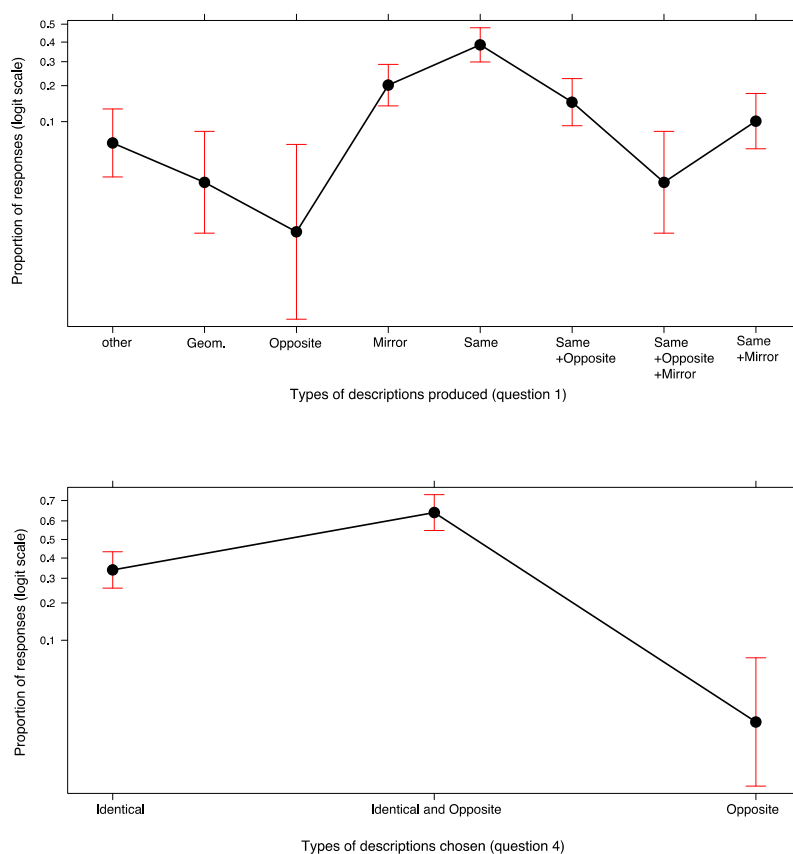 Proportion of responses (logit scale)
0.5
0.4
0.3
0.2
0.1
other
Geom.
Opposite
Mirror
Same
Same
+Opposite
Same
+Opposite
+Mirror
Same
+Mirror
Types of descriptions produced (question 1)
Proportion of responses (logit scale)
0.7
0.6
0.5
0.4
0.3
0.2
0.1
Identical
Identical and Opposite
Opposite
Types of descriptions chosen (question 4)